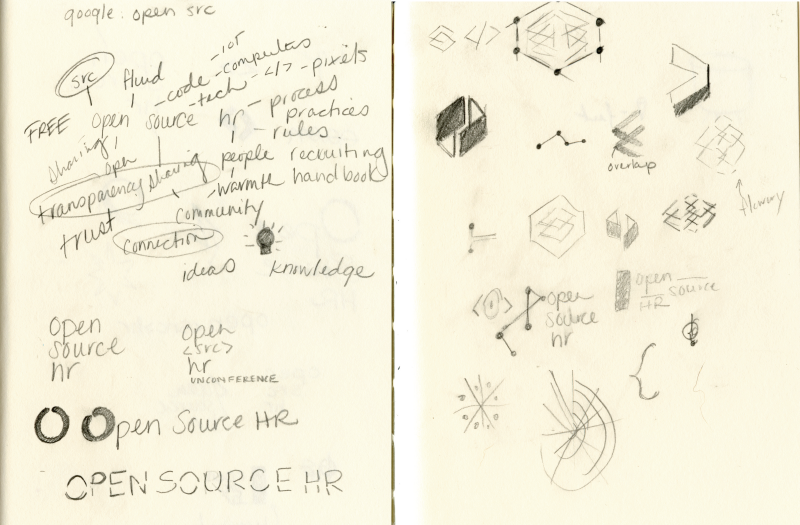 google: open src
iot
src fluid code computers
tech </> pixels
FREE open source hr process
practices
sharing open rules
transparency sharing people recruiting
warmth handbook
trust community
connection
ideas knowledge
open
source
hr
open
<src>
hr
UNCONFERENCE
O Open Source HR
OPEN SOURCE HR
</>
overlap
open
source
hr
open
HR source